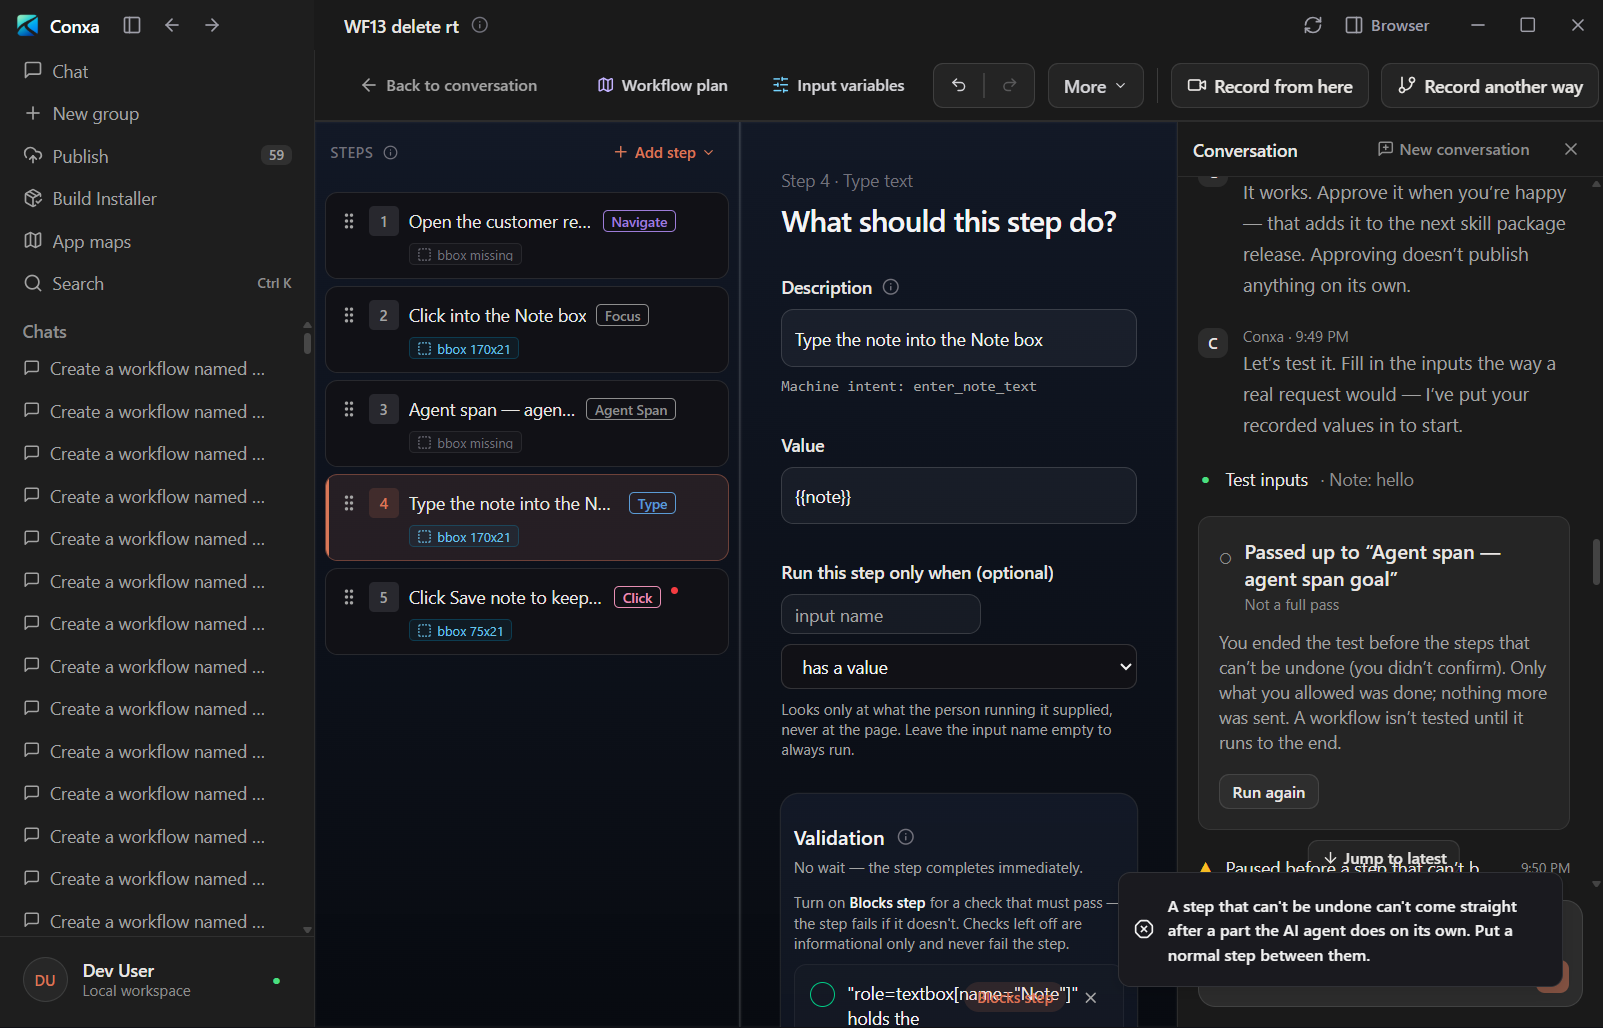 Conxa
WF13 delete rt
Browser
Chat
New group
Publish
59
Build Installer
App maps
Search
Ctrl K
Chats
Create a workflow named ...
Create a workflow named ...
Create a workflow named ...
Create a workflow named ...
Create a workflow named ...
Create a workflow named ...
Create a workflow named ...
Create a workflow named ...
Create a workflow named ...
Create a workflow named ...
Create a workflow named ...
Create a workflow named ...
Create a workflow named ...
Create a workflow named ...
DU
Dev User
Local workspace
Back to conversation
Workflow plan
Input variables
More
Record from here
Record another way
STEPS
Add step
1
Open the customer re...
Navigate
bbox missing
2
Click into the Note box
Focus
bbox 170x21
3
Agent span — agen...
Agent Span
bbox missing
4
Type the note into the N...
Type
bbox 170x21
5
Click Save note to keep...
Click
bbox 75x21
Step 4 · Type text
What should this step do?
Description
Type the note into the Note box
Machine intent: enter_note_text
Value
{{note}}
Run this step only when (optional)
input name
has a value
Looks only at what the person running it supplied,
never at the page. Leave the input name empty to
always run.
Validation
No wait — the step completes immediately.
Turn on Blocks step for a check that must pass —
the step fails if it doesn't. Checks left off are
informational only and never fail the step.
"role=textbox[name="Note"]"
holds the
Blocks step
Conversation
New conversation
It works. Approve it when you're happy
— that adds it to the next skill package
release. Approving doesn't publish
anything on its own.
C
Conxa · 9:49 PM
Let's test it. Fill in the inputs the way a
real request would — I've put your
recorded values in to start.
Test inputs · Note: hello
Passed up to “Agent span —
agent span goal”
Not a full pass
You ended the test before the steps that
can't be undone (you didn't confirm). Only
what you allowed was done; nothing more
was sent. A workflow isn't tested until it
runs to the end.
Run again
Jump to latest
Paused before a step that can't b
9:50 PM
A step that can't be undone can't come straight
after a part the AI agent does on its own. Put a
normal step between them.